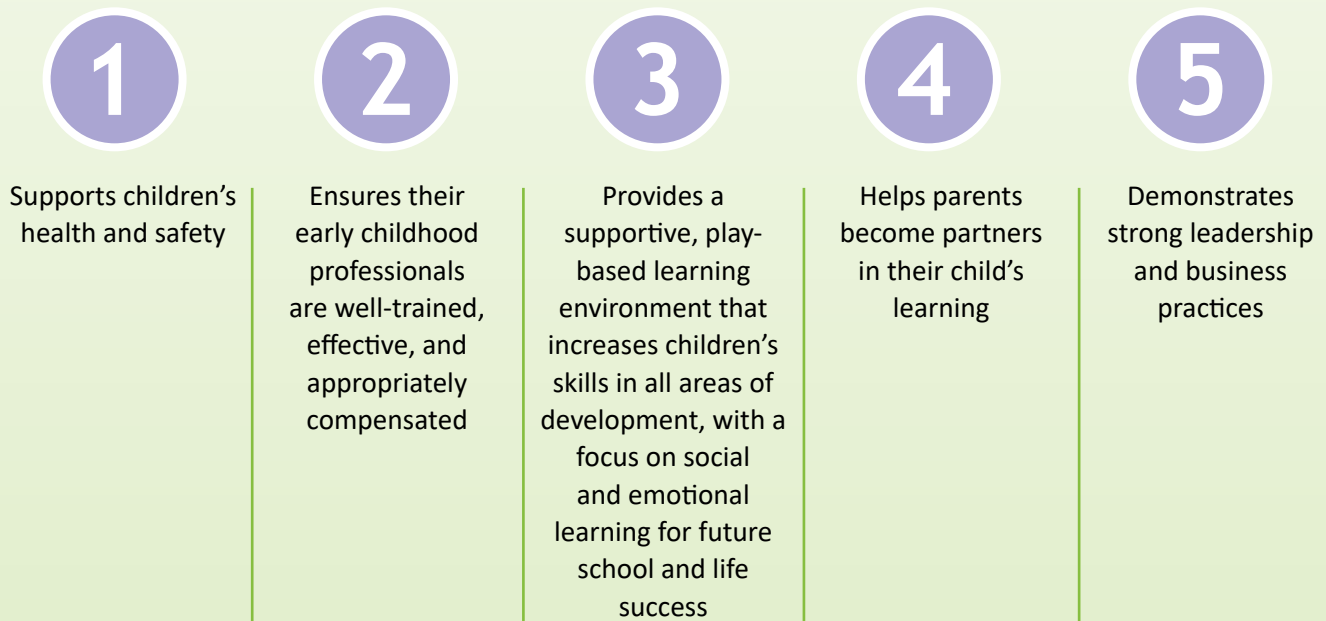 1
Supports children's
health and safety
2
Ensures their
early childhood
professionals
are well-trained,
effective, and
appropriately
compensated
3
Provides a
supportive, play-
based learning
environment that
increases children's
skills in all areas of
development, with a
focus on social
and emotional
learning for future
school and life
success
4
Helps parents
become partners
in their child's
learning
5
Demonstrates
strong leadership
and business
practices